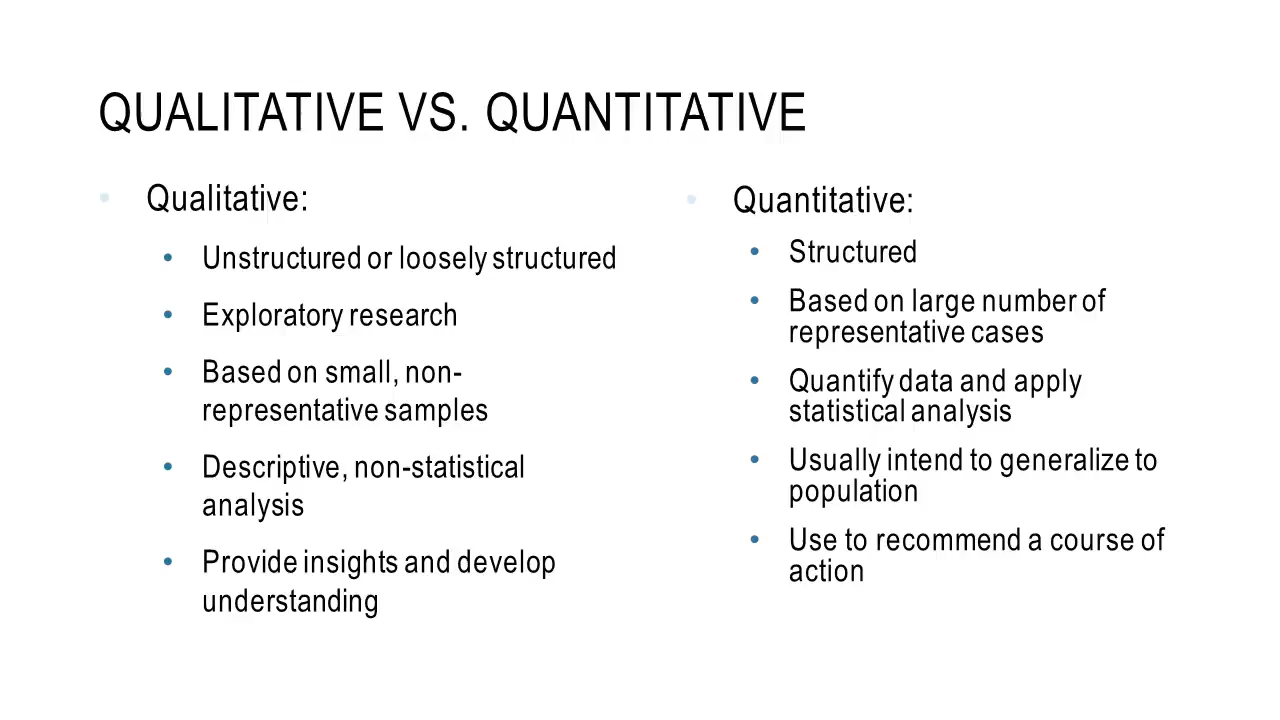 QUALITATIVE VS. QUANTITATIVE
• Qualitative:
• Unstructured or loosely structured
• Exploratory research
• Based on small, non-
representative samples
• Descriptive, non-statistical
analysis
• Provide insights and develop
understanding
• Quantitative:
• Structured
• Based on large number of
representative cases
• Quantify data and apply
statistical analysis
• Usually intend to generalize to
population
• Use to recommend a course of
action